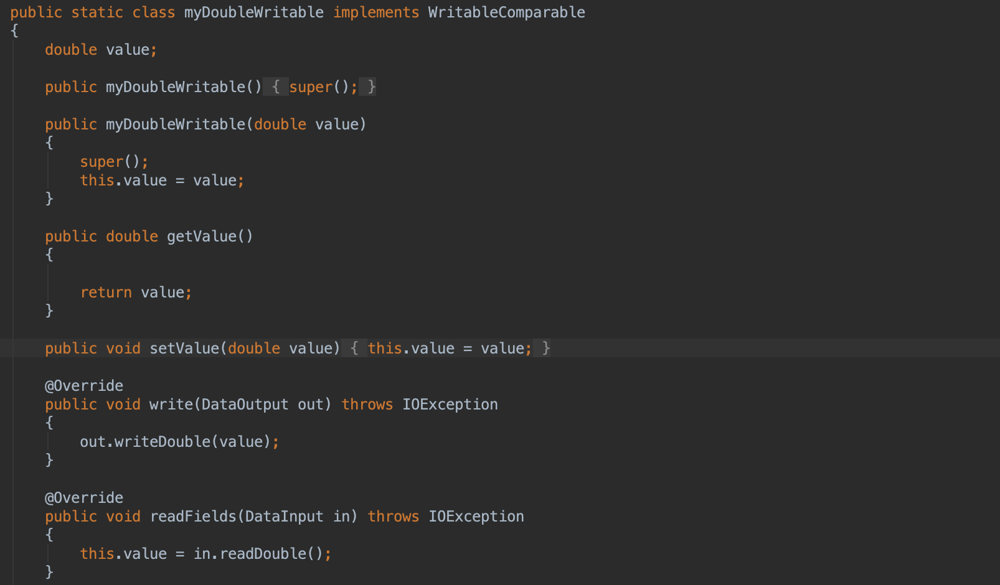 public static class myDoubleWritable implements WritableComparable
{
    double value;

    public myDoubleWritable() { super(); }

    public myDoubleWritable(double value)
    {
        super();
        this.value = value;
    }

    public double getValue()
    {

        return value;
    }

    public void setValue(double value) { this.value = value; }

    @Override
    public void write(DataOutput out) throws IOException
    {
        out.writeDouble(value);
    }

    @Override
    public void readFields(DataInput in) throws IOException
    {
        this.value = in.readDouble();
    }